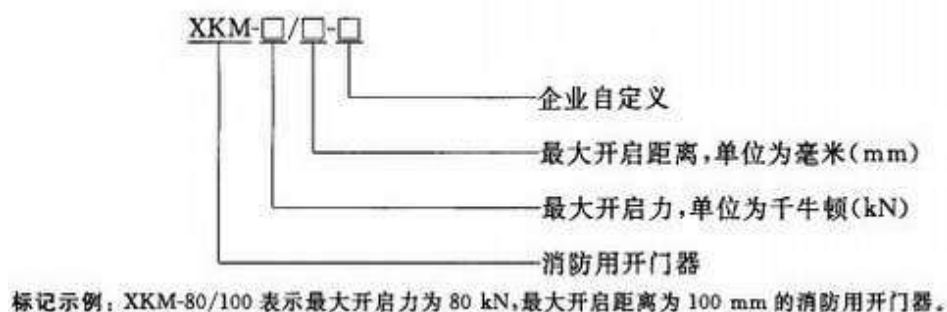 XKM-□/□-□
企业自定义
最大开启距离,单位为毫米(mm)
最大开启力,单位为千牛顿(kN)
消防用开门器
标记示例：XKM-80/100 表示最大开启力为 80 kN,最大开启距离为 100 mm 的消防用开门器。